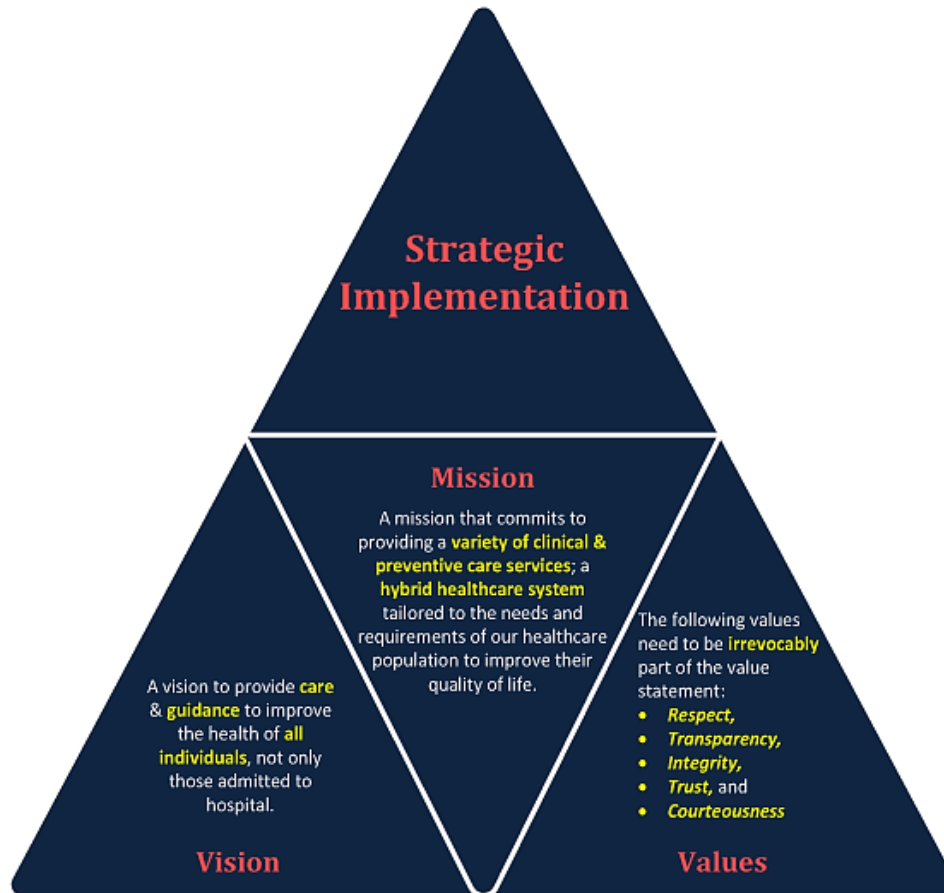 Strategic
Implementation
Mission
A mission that commits to
providing a variety of clinical &
preventive care services; a
hybrid healthcare system
tailored to the needs and
requirements of our healthcare
population to improve their
quality of life.
A vision to provide care
& guidance to improve
the health of all
individuals, not only
those admitted to
hospital.
Vision
The following values
need to be irrevocably
part of the value
statement:
• Respect,
• Transparency,
• Integrity,
• Trust, and
• Courteousness
Values